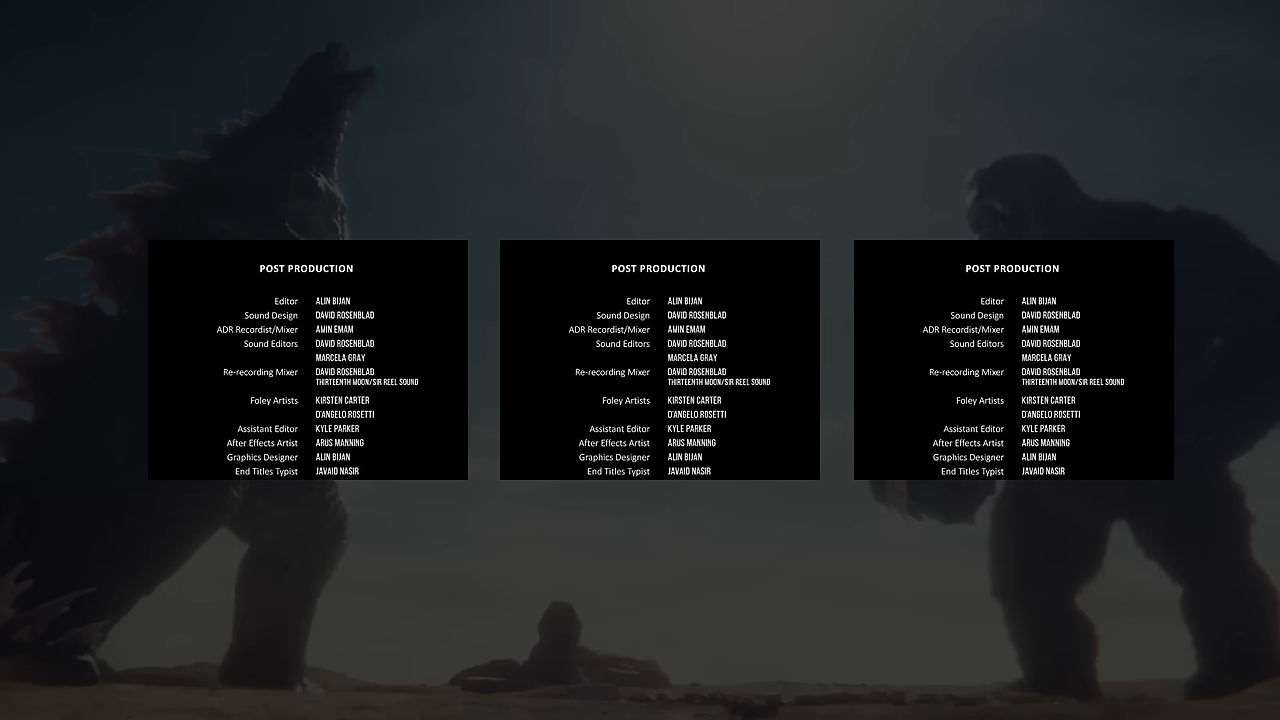 POST PRODUCTION
Editor ALIN BIJAN
Sound Design DAVID ROSENBLAD
ADR Recordist/Mixer AMIN EMAM
Sound Editors DAVID ROSENBLAD
MARCELA GRAY
Re-recording Mixer DAVID ROSENBLAD
THIRTEENTH MOON/SIR REEL SOUND
Foley Artists KIRSTEN CARTER
D'ANGELO ROSETTI
Assistant Editor KYLE PARKER
After Effects Artist ARUS MANNING
Graphics Designer ALIN BIJAN
End Titles Typist JAVAID NASIR
POST PRODUCTION
Editor ALIN BIJAN
Sound Design DAVID ROSENBLAD
ADR Recordist/Mixer AMIN EMAM
Sound Editors DAVID ROSENBLAD
MARCELA GRAY
Re-recording Mixer DAVID ROSENBLAD
THIRTEENTH MOON/SIR REEL SOUND
Foley Artists KIRSTEN CARTER
D'ANGELO ROSETTI
Assistant Editor KYLE PARKER
After Effects Artist ARUS MANNING
Graphics Designer ALIN BIJAN
End Titles Typist JAVAID NASIR
POST PRODUCTION
Editor ALIN BIJAN
Sound Design DAVID ROSENBLAD
ADR Recordist/Mixer AMIN EMAM
Sound Editors DAVID ROSENBLAD
MARCELA GRAY
Re-recording Mixer DAVID ROSENBLAD
THIRTEENTH MOON/SIR REEL SOUND
Foley Artists KIRSTEN CARTER
D'ANGELO ROSETTI
Assistant Editor KYLE PARKER
After Effects Artist ARUS MANNING
Graphics Designer ALIN BIJAN
End Titles Typist JAVAID NASIR